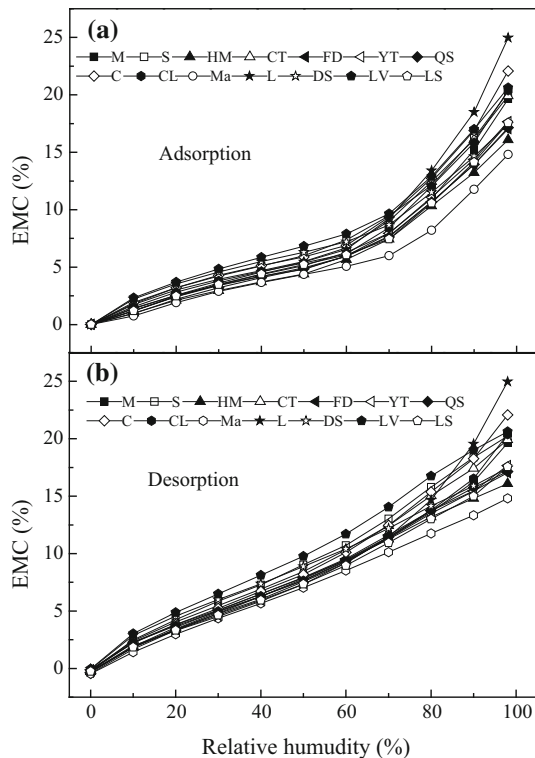 (a)
M S HM CT FD YT QS
C CL Ma L DS LV LS
Adsorption
EMC (%)
25
20
15
10
5
0
(b)
M S HM CT FD YT QS
C CL Ma L DS LV LS
Desorption
EMC (%)
25
20
15
10
5
0
0 20 40 60 80 100
Relative humudity (%)